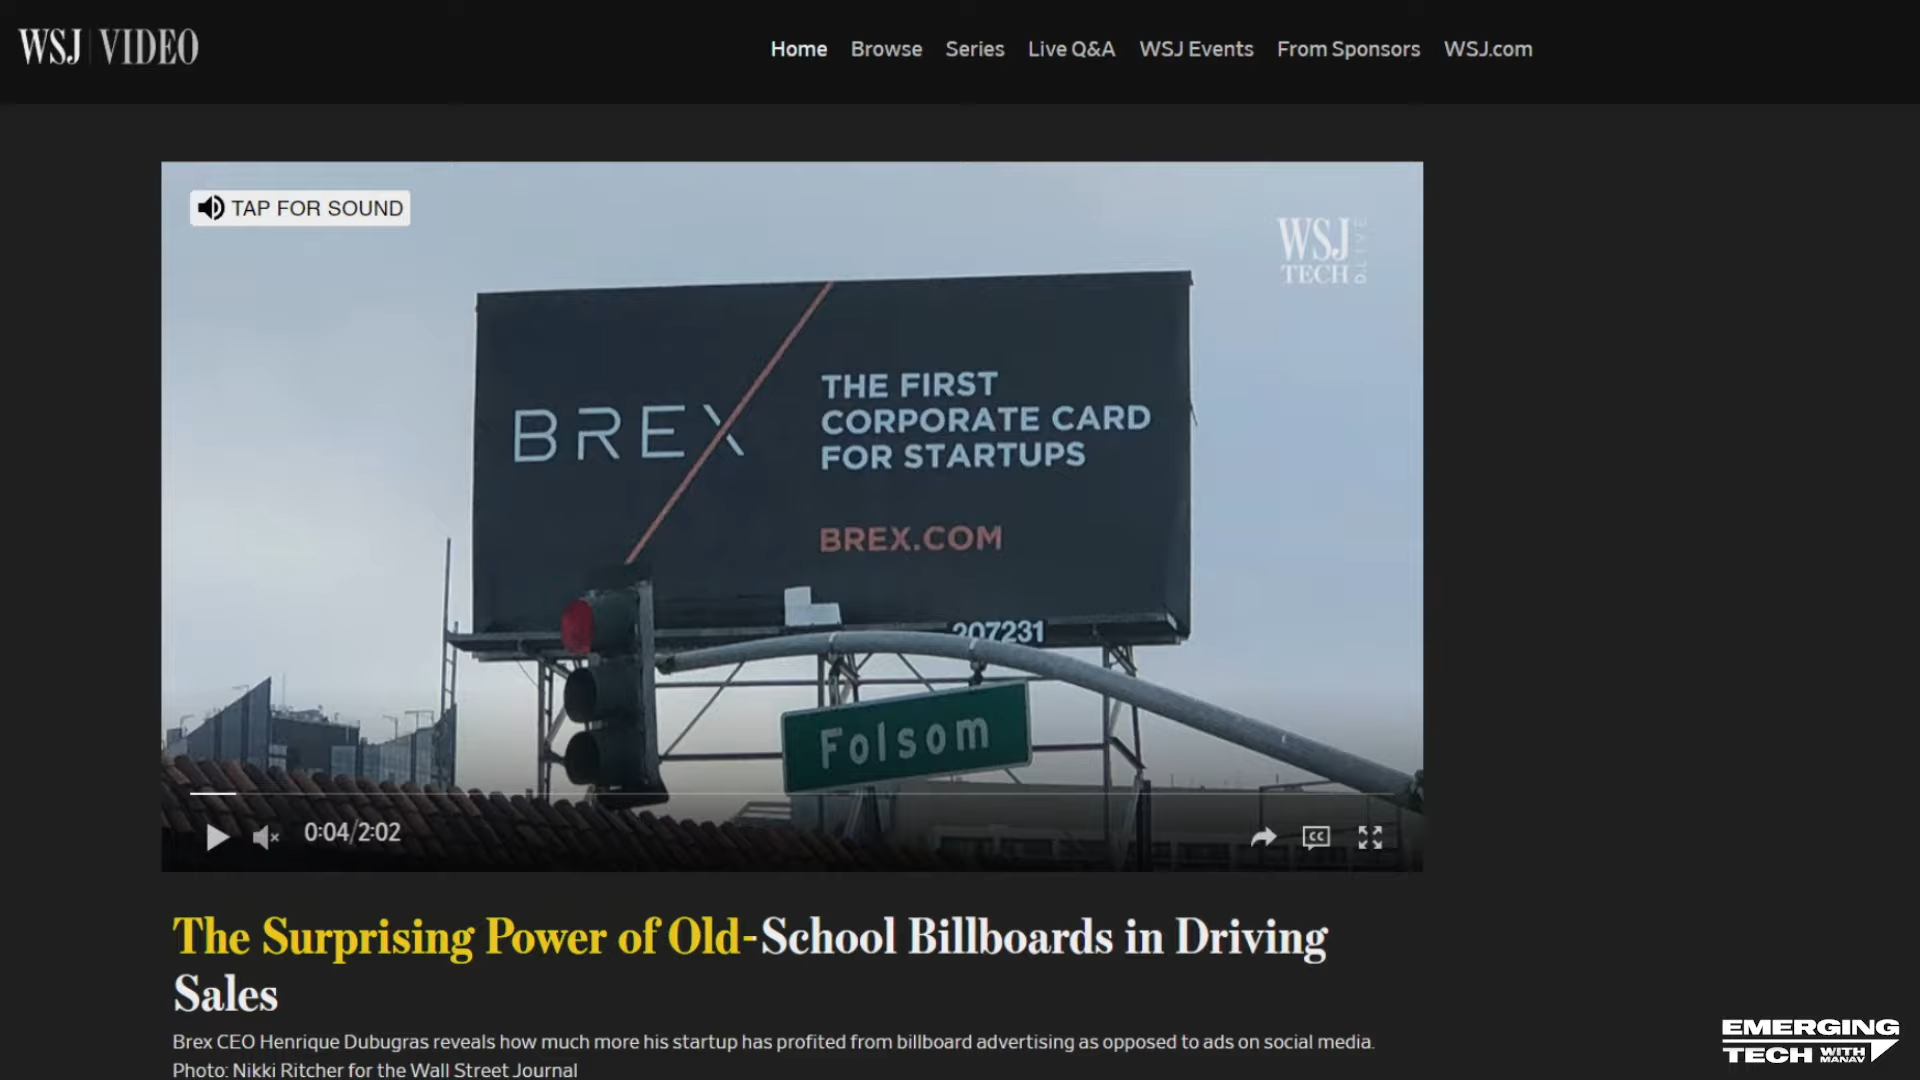 WSJ VIDEO
Home Browse Series Live Q&A WSJ Events From Sponsors WSJ.com
TAP FOR SOUND
WSJ
TECH D.LIVE
BREX
THE FIRST
CORPORATE CARD
FOR STARTUPS
BREX.COM
207231
Folsom
0:04/2:02
CC
The Surprising Power of Old-School Billboards in Driving
Sales
Brex CEO Henrique Dubugras reveals how much more his startup has profited from billboard advertising as opposed to ads on social media.
Photo: Nikki Ritcher for the Wall Street Journal
EMERGING
TECH WITH MANAV